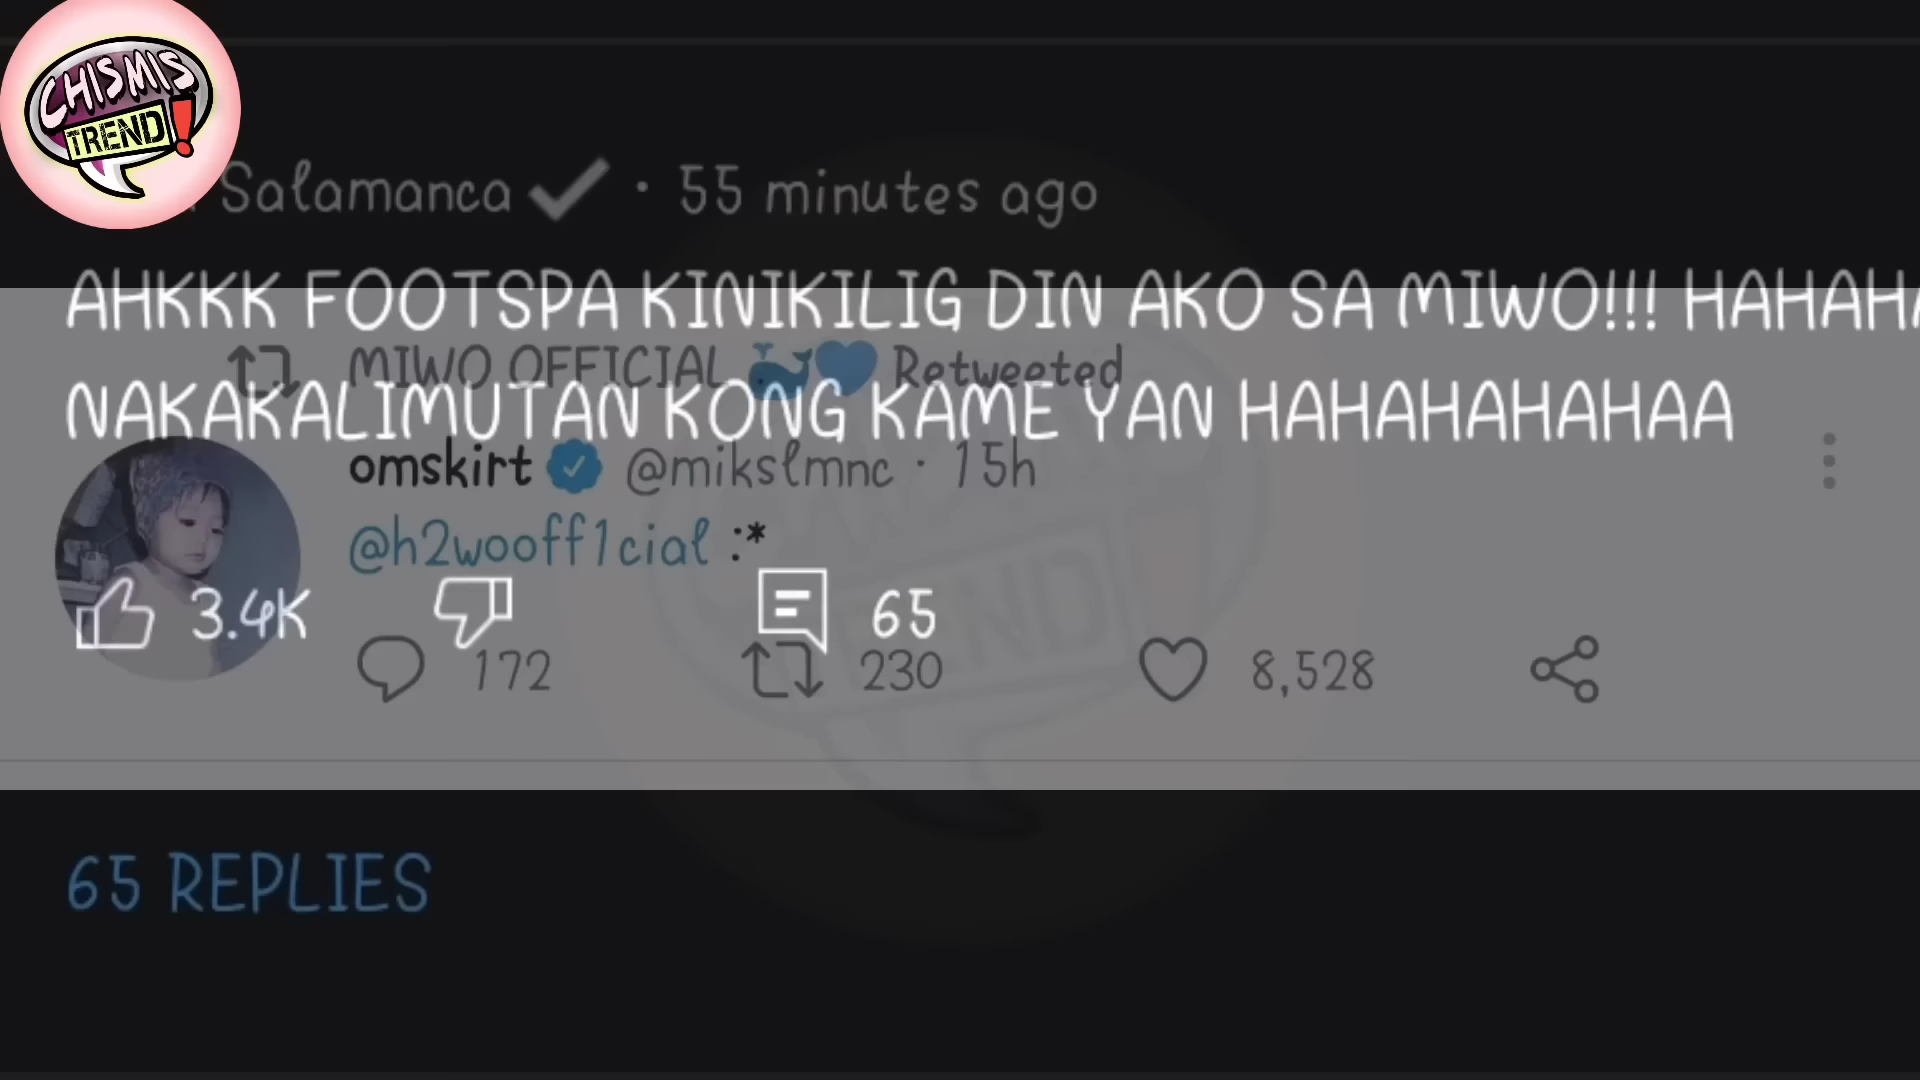 CHISMIS
TREND!
Salamanca ✔ · 55 minutes ago
AHKKK FOOTSPA KINIKILIG DIN AKO SA MIWO!!! HAHAHA
MIWO OFFICIAL 🐳💙 Retweeted
NAKAKALIMUTAN KONG KAME YAN HAHAHAHAHAA
omskirt @mikslmnc · 15h
@h2wooff1cial :*
3.4K 65
172 230 8,528
65 REPLIES